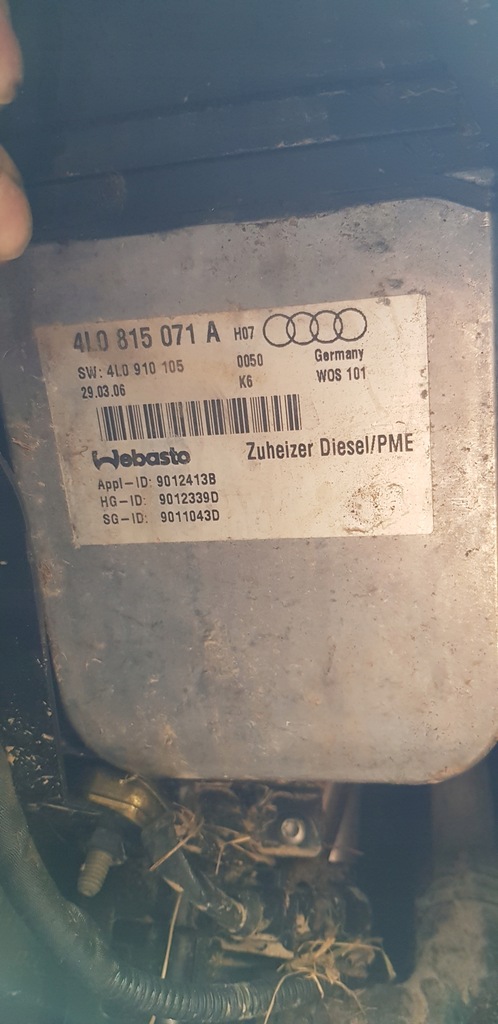 4L0 815 071 A H07
SW: 4L0 910 105 0050 Germany
29.03.06 K6 WOS 101
Webasto Zuheizer Diesel/PME
Appl-ID: 9012413B
HG-ID: 9012339D
SG-ID: 9011043D